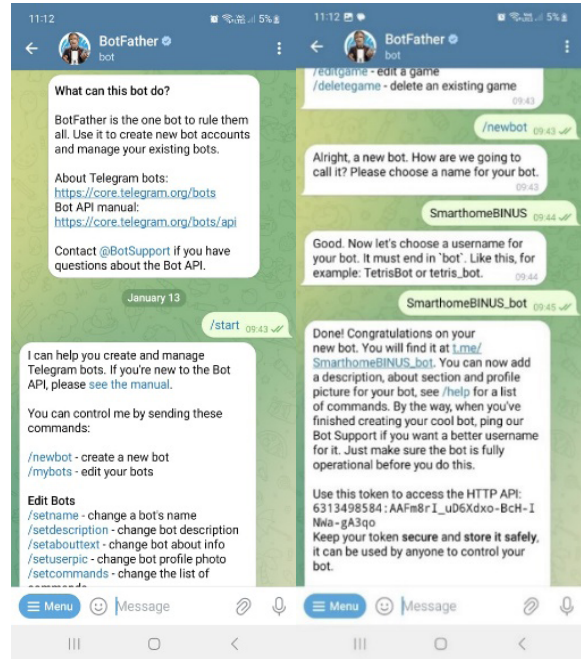 11:12
5%
BotFather
bot
What can this bot do?
BotFather is the one bot to rule them
all. Use it to create new bot accounts
and manage your existing bots.
About Telegram bots:
https://core.telegram.org/bots
Bot API manual:
https://core.telegram.org/bots/api
Contact @BotSupport if you have
questions about the Bot API.
January 13
/start 09:43
I can help you create and manage
Telegram bots. If you're new to the Bot
API, please see the manual.
You can control me by sending these
commands:
/newbot - create a new bot
/mybots - edit your bots
Edit Bots
/setname - change a bot's name
/setdescription - change bot description
/setabouttext - change bot about info
/setuserpic - change bot profile photo
/setcommands - change the list of
Menu
Message
11:12
5%
BotFather
bot
/editgame - edit a game
/deletegame - delete an existing game
09:43
/newbot 09:43
Alright, a new bot. How are we going to
call it? Please choose a name for your bot.
09:43
SmarthomeBINUS 09:44
Good. Now let's choose a username for
your bot. It must end in `bot`. Like this, for
example: TetrisBot or tetris_bot. 09:44
SmarthomeBINUS_bot 09:45
Done! Congratulations on your
new bot. You will find it at t.me/
SmarthomeBINUS_bot. You can now add
a description, about section and profile
picture for your bot, see /help for a list
of commands. By the way, when you've
finished creating your cool bot, ping our
Bot Support if you want a better username
for it. Just make sure the bot is fully
operational before you do this.
Use this token to access the HTTP API:
6313498584:AAFm8rI_uD6Xdxo-BcH-I
NWa-gA3qo
Keep your token secure and store it safely,
it can be used by anyone to control your
bot.
Menu
Message